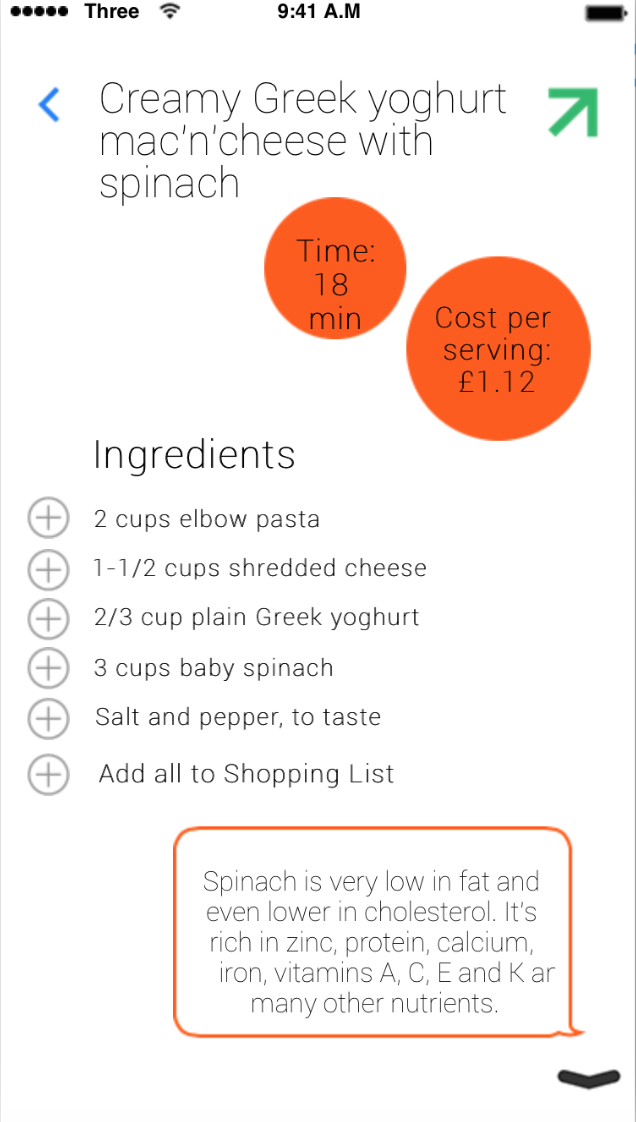 Three 9:41 A.M
Creamy Greek yoghurt
mac'n'cheese with
spinach
Time:
18
min
Cost per
serving:
£1.12
Ingredients
2 cups elbow pasta
1-1/2 cups shredded cheese
2/3 cup plain Greek yoghurt
3 cups baby spinach
Salt and pepper, to taste
Add all to Shopping List
Spinach is very low in fat and
even lower in cholesterol. It's
rich in zinc, protein, calcium,
iron, vitamins A, C, E and K ar
many other nutrients.